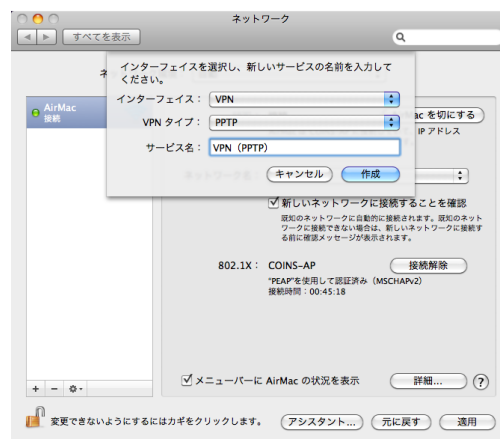 ネットワーク
すべてを表示
インターフェイスを選択し、新しいサービスの名前を入力して
ください。
インターフェイス： VPN
VPN タイプ： PPTP
サービス名： VPN（PPTP）
キャンセル 作成
AirMac
接続
を切にする
IP アドレス
新しいネットワークに接続することを確認
既知のネットワークに自動的に接続されます。既知のネット
ワークに接続できない場合は、新しいネットワークに接続す
る前に確認メッセージが表示されます。
802.1X： COINS-AP 接続解除
“PEAP”を使用して認証済み（MSCHAPv2）
接続時間：00:45:18
メニューバーに AirMac の状況を表示 詳細... ?
変更できないようにするにはカギをクリックします。 アシスタント... 元に戻す 適用